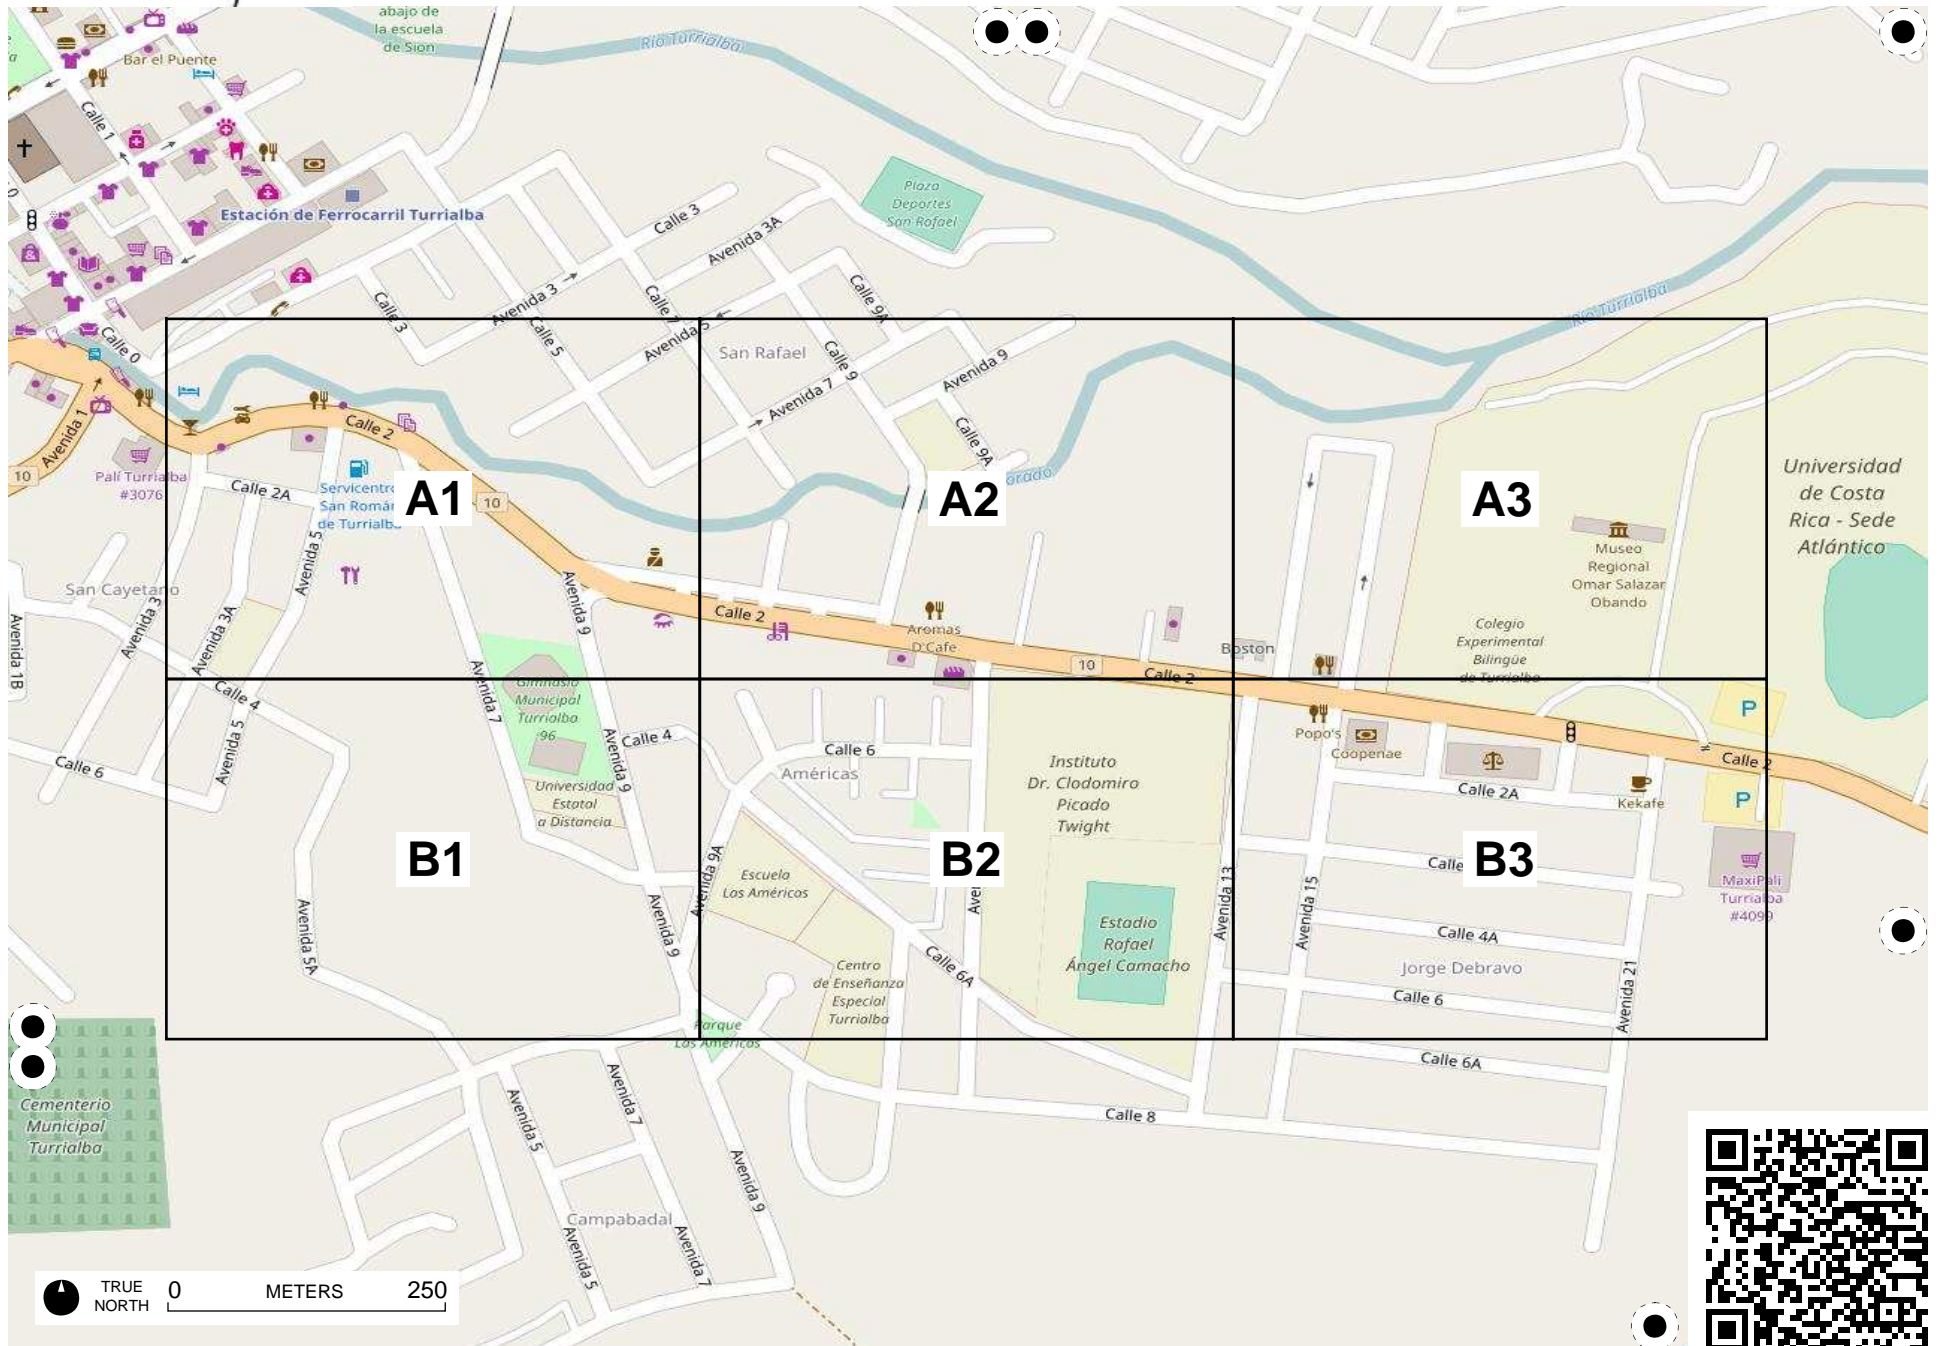 abajo de
la escuela
de Sion
Río Turrialba
Bar el Puente
Calle 1
Estación de Ferrocarril Turrialba
Plaza
Deportes
San Rafael
Calle 3
Avenida 3A
Calle 9A
Avenida 3
Calle 3
Calle 5
Calle 7
Avenida 5
Río Turrialba
Calle 0
San Rafael
Calle 9
Avenida 9
Avenida 7
Calle 9A
Calle 2
10
Avenida 1
Palí Turrialba
#3076
Calle 2A
Servicentro
San Román
de Turrialba
A1
10
A2
orado
A3
Universidad
de Costa
Rica - Sede
Atlántico
Museo
Regional
Omar Salazar
Obando
San Cayetano
Avenida 5
Avenida 3
Avenida 3A
Avenida 1B
Avenida 9
Calle 2
Aromas
D'Cafe
Boston
10
Calle 2
Colegio
Experimental
Bilingüe
de Turrialba
Calle 4
Avenida 7
Gimnasio
Municipal
Turrialba
96
Avenida 5
Calle 6
Calle 4
Avenida 9
Calle 6
Américas
Instituto
Dr. Clodomiro
Picado
Twight
Popo's
Coopenae
P
Calle 2
Calle 2A
Kekafe
P
Universidad
Estatal
a Distancia
B1
B2
B3
Calle
MaxiPalí
Turrialba
#4099
Avenida 9A
Escuela
Las Américas
Ave
Avenida 13
Avenida 15
Avenida 5A
Avenida 9
Estadio
Rafael
Ángel Camacho
Calle 4A
Jorge Debravo
Calle 6A
Centro
de Enseñanza
Especial
Turrialba
Calle 6
Avenida 21
Parque
Las Américas
Calle 6A
Cementerio
Municipal
Turrialba
Avenida 5
Avenida 7
Calle 8
Avenida 9
Campabadal
Avenida 5
Avenida 7
TRUE
NORTH
0
METERS
250